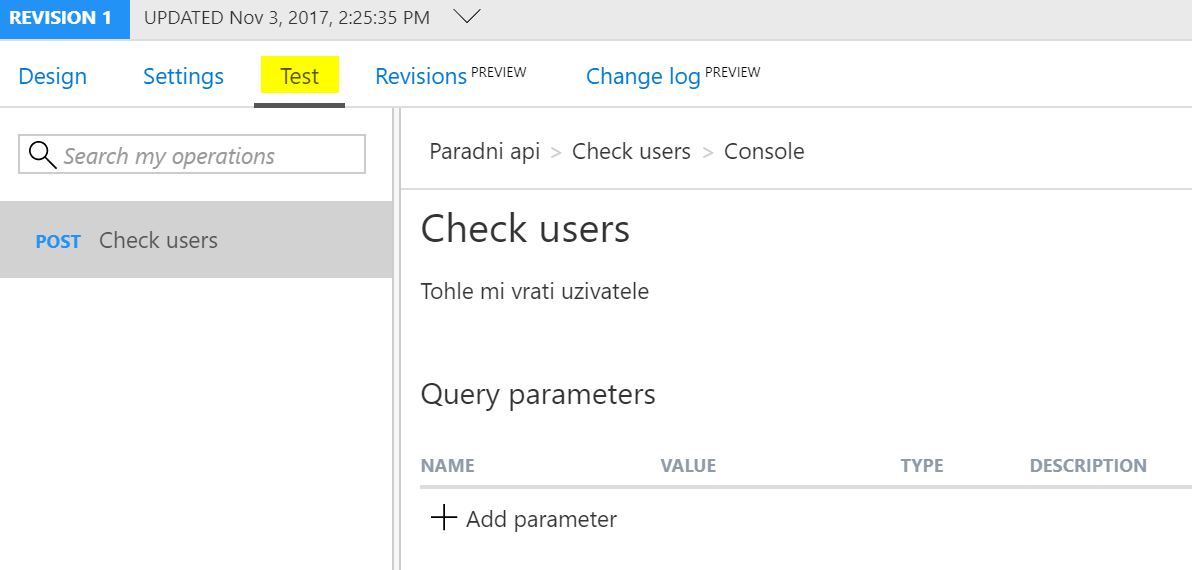 REVISION 1 UPDATED Nov 3, 2017, 2:25:35 PM
Design Settings Test Revisions PREVIEW Change log PREVIEW
Search my operations
POST Check users
Paradni api > Check users > Console
Check users
Tohle mi vrati uzivatele
Query parameters
NAME VALUE TYPE DESCRIPTION
Add parameter